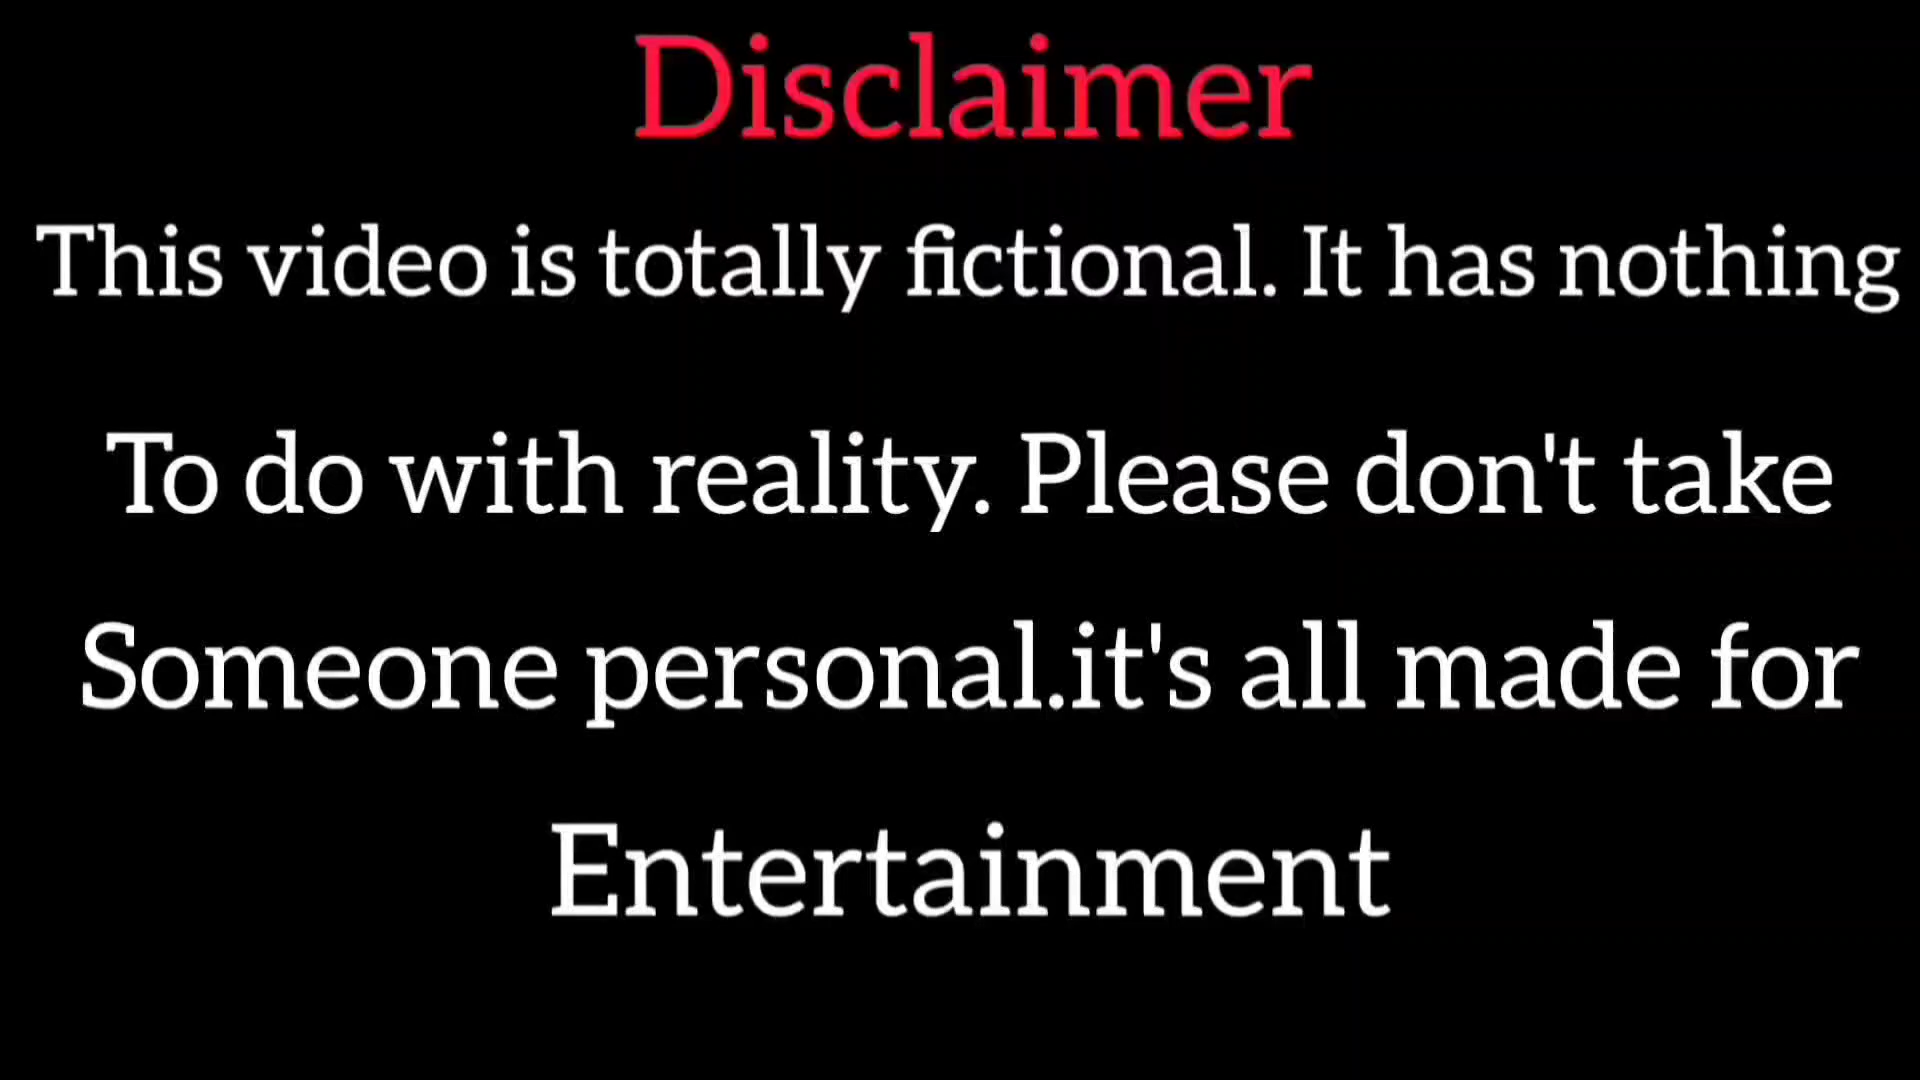 Disclaimer
This video is totally fictional. It has nothing
To do with reality. Please don't take
Someone personal.it's all made for
Entertainment